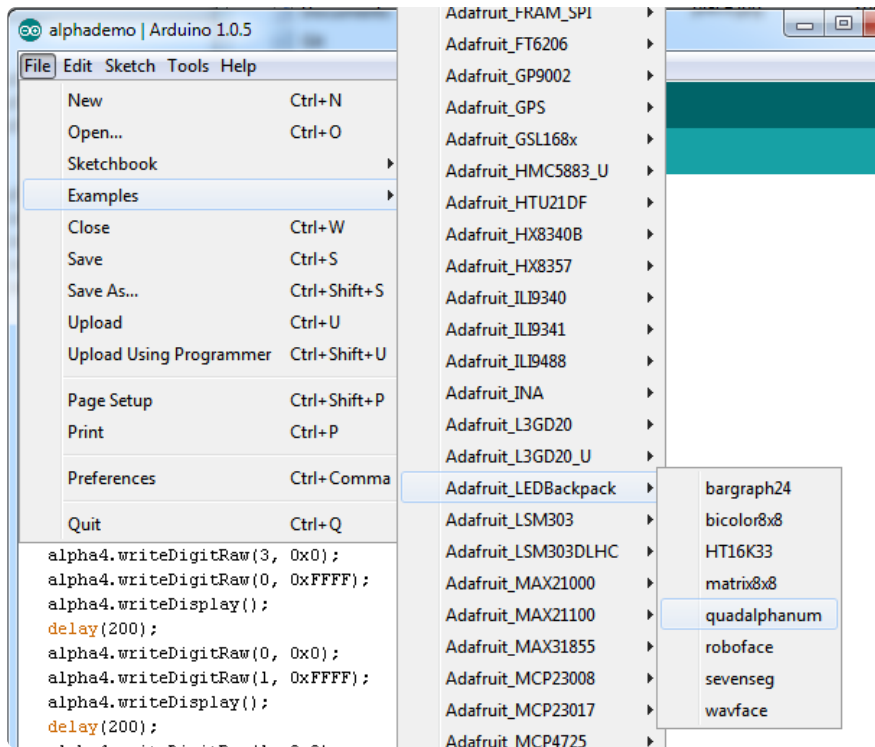 alphademo | Arduino 1.0.5
File Edit Sketch Tools Help
New Ctrl+N
Open... Ctrl+O
Sketchbook
Examples
Close Ctrl+W
Save Ctrl+S
Save As... Ctrl+Shift+S
Upload Ctrl+U
Upload Using Programmer Ctrl+Shift+U
Page Setup Ctrl+Shift+P
Print Ctrl+P
Preferences Ctrl+Comma
Quit Ctrl+Q
alpha4.writeDigitRaw(3, 0x0);
alpha4.writeDigitRaw(0, 0xFFFF);
alpha4.writeDisplay();
delay(200);
alpha4.writeDigitRaw(0, 0x0);
alpha4.writeDigitRaw(1, 0xFFFF);
alpha4.writeDisplay();
delay(200);
Adafruit_FRAM_SPI
Adafruit_FT6206
Adafruit_GP9002
Adafruit_GPS
Adafruit_GSL168x
Adafruit_HMC5883_U
Adafruit_HTU21DF
Adafruit_HX8340B
Adafruit_HX8357
Adafruit_ILI9340
Adafruit_ILI9341
Adafruit_ILI9488
Adafruit_INA
Adafruit_L3GD20
Adafruit_L3GD20_U
Adafruit_LEDBackpack
Adafruit_LSM303
Adafruit_LSM303DLHC
Adafruit_MAX21000
Adafruit_MAX21100
Adafruit_MAX31855
Adafruit_MCP23008
Adafruit_MCP23017
Adafruit_MCP4725
bargraph24
bicolor8x8
HT16K33
matrix8x8
quadalphanum
roboface
sevenseg
wavface